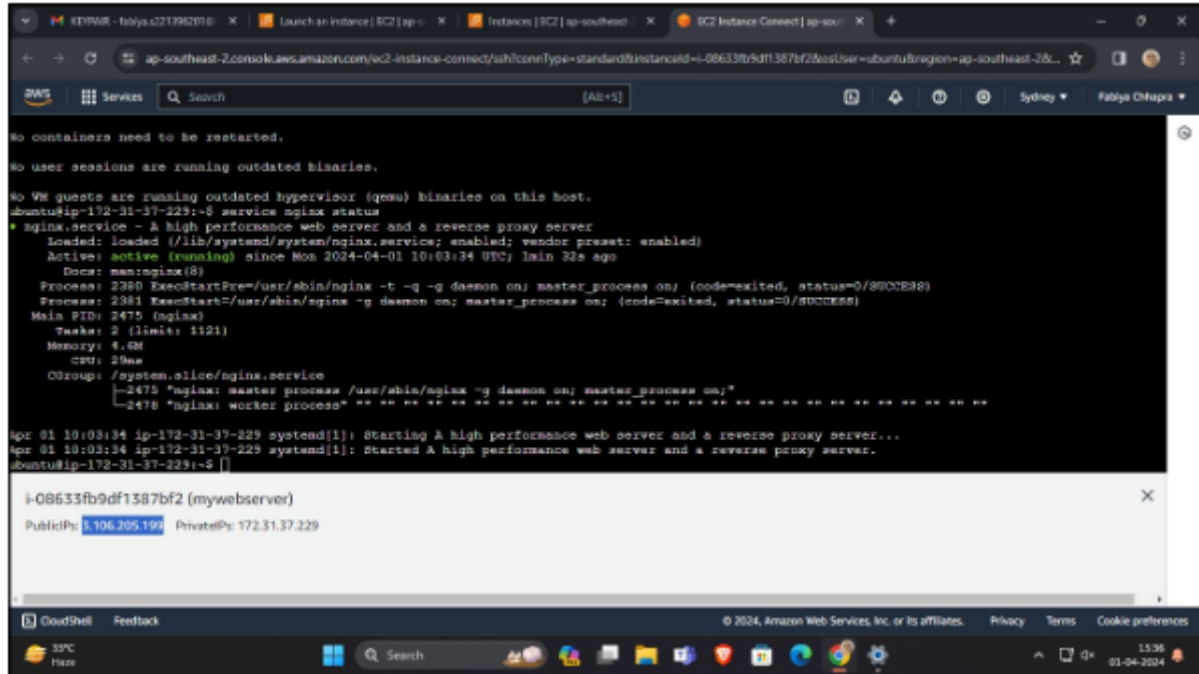 KEYPAIR - fabiya.s221396201@
Launch an instance | EC2 | ap-s
Instances | EC2 | ap-southeast-2
EC2 Instance Connect | ap-sout
ap-southeast-2.console.aws.amazon.com/ec2-instance-connect/ssh?connType=standard&instanceId=i-08633fb9df1387bf2&osUser=ubuntu&region=ap-southeast-2&...
aws Services Search [Alt+S] Sydney Fabiya Chhapra
No containers need to be restarted.
No user sessions are running outdated binaries.
No VM guests are running outdated hypervisor (qemu) binaries on this host.
ubuntu@ip-172-31-37-229:~$ service nginx status
● nginx.service - A high performance web server and a reverse proxy server
Loaded: loaded (/lib/systemd/system/nginx.service; enabled; vendor preset: enabled)
Active: active (running) since Mon 2024-04-01 10:03:34 UTC; 1min 32s ago
Docs: man:nginx(8)
Process: 2380 ExecStartPre=/usr/sbin/nginx -t -q -g daemon on; master_process on; (code=exited, status=0/SUCCESS)
Process: 2381 ExecStart=/usr/sbin/nginx -g daemon on; master_process on; (code=exited, status=0/SUCCESS)
Main PID: 2475 (nginx)
Tasks: 2 (limit: 1121)
Memory: 4.6M
CPU: 29ms
CGroup: /system.slice/nginx.service
├─2475 "nginx: master process /usr/sbin/nginx -g daemon on; master_process on;"
└─2478 "nginx: worker process" "" "" "" "" "" "" "" "" "" "" "" "" "" "" "" "" "" "" "" "" "" "" "" "" "" "" ""
Apr 01 10:03:34 ip-172-31-37-229 systemd[1]: Starting A high performance web server and a reverse proxy server...
Apr 01 10:03:34 ip-172-31-37-229 systemd[1]: Started A high performance web server and a reverse proxy server.
ubuntu@ip-172-31-37-229:~$
i-08633fb9df1387bf2 (mywebserver)
PublicIPs: 3.106.205.199 PrivateIPs: 172.31.37.229
CloudShell Feedback © 2024, Amazon Web Services, Inc. or its affiliates. Privacy Terms Cookie preferences
33°C
Haze
Search
15:36
01-04-2024